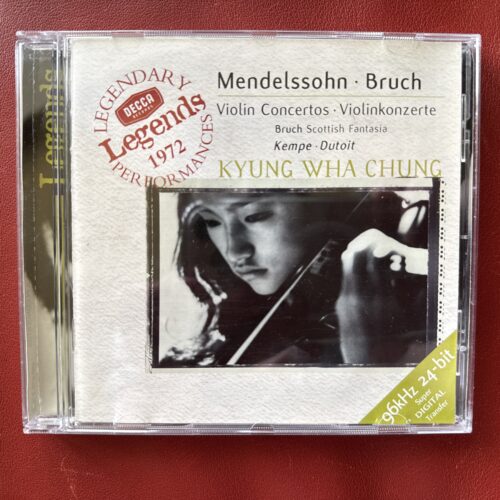 Legends
LEGENDARY
DECCA
Legends
1972
PERFORMANCES
Mendelssohn · Bruch
Violin Concertos · Violinkonzerte
Bruch Scottish Fantasia
Kempe · Dutoit
KYUNG WHA CHUNG
96kHz 24-bit
Super
DIGITAL
Transfer